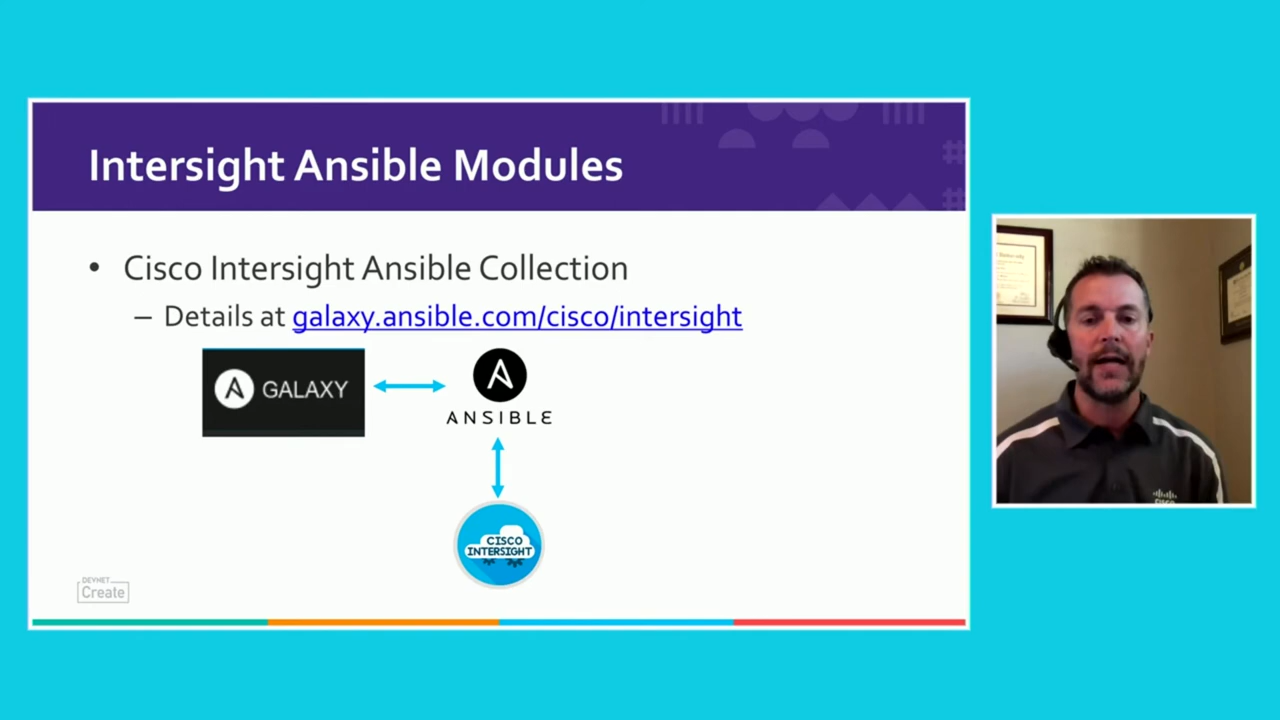 Intersight Ansible Modules
• Cisco Intersight Ansible Collection
– Details at galaxy.ansible.com/cisco/intersight
A GALAXY
A
ANSIBLE
CISCO
INTERSIGHT
DEVNET
Create
CISCO